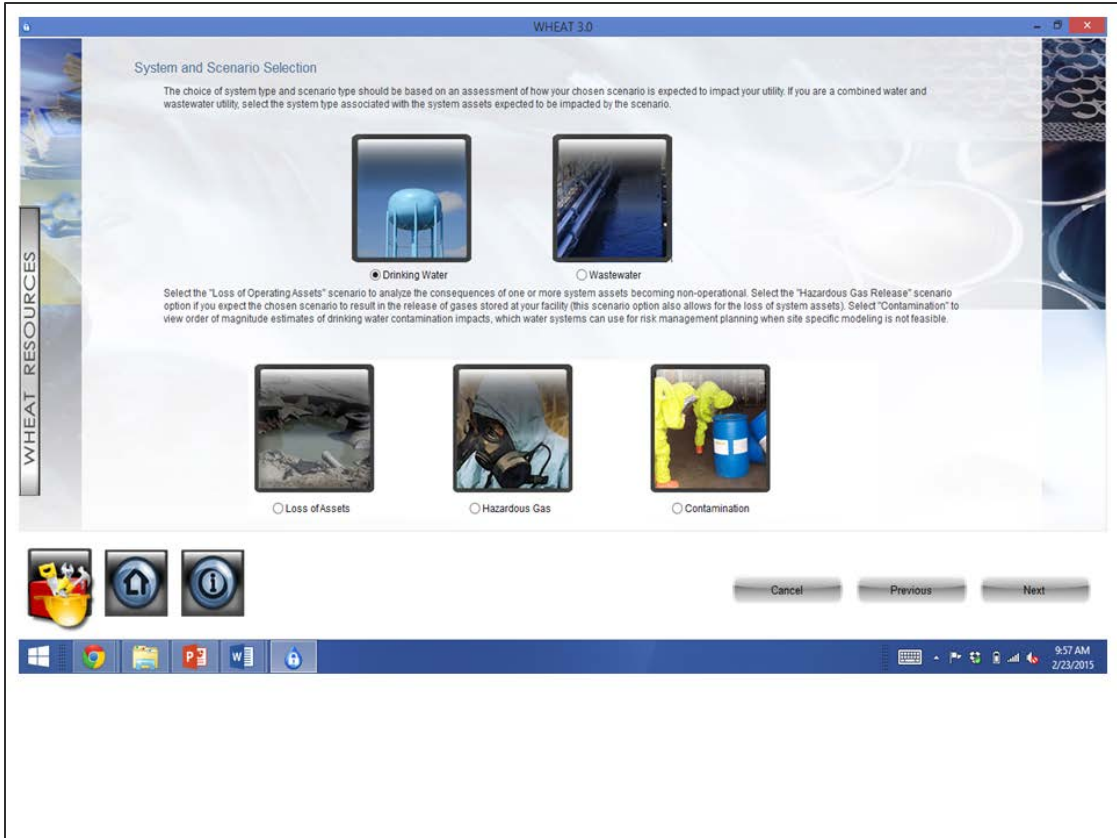 WHEAT 3.0
System and Scenario Selection
The choice of system type and scenario type should be based on an assessment of how your chosen scenario is expected to impact your utility. If you are a combined water and
wastewater utility, select the system type associated with the system assets expected to be impacted by the scenario.
Drinking Water
Wastewater
Select the "Loss of Operating Assets" scenario to analyze the consequences of one or more system assets becoming non-operational. Select the "Hazardous Gas Release" scenario
option if you expect the chosen scenario to result in the release of gases stored at your facility (this scenario option also allows for the loss of system assets). Select "Contamination" to
view order of magnitude estimates of drinking water contamination impacts, which water systems can use for risk management planning when site specific modeling is not feasible.
WHEAT RESOURCES
Loss of Assets
Hazardous Gas
Contamination
Cancel
Previous
Next
9:57 AM
2/23/2015